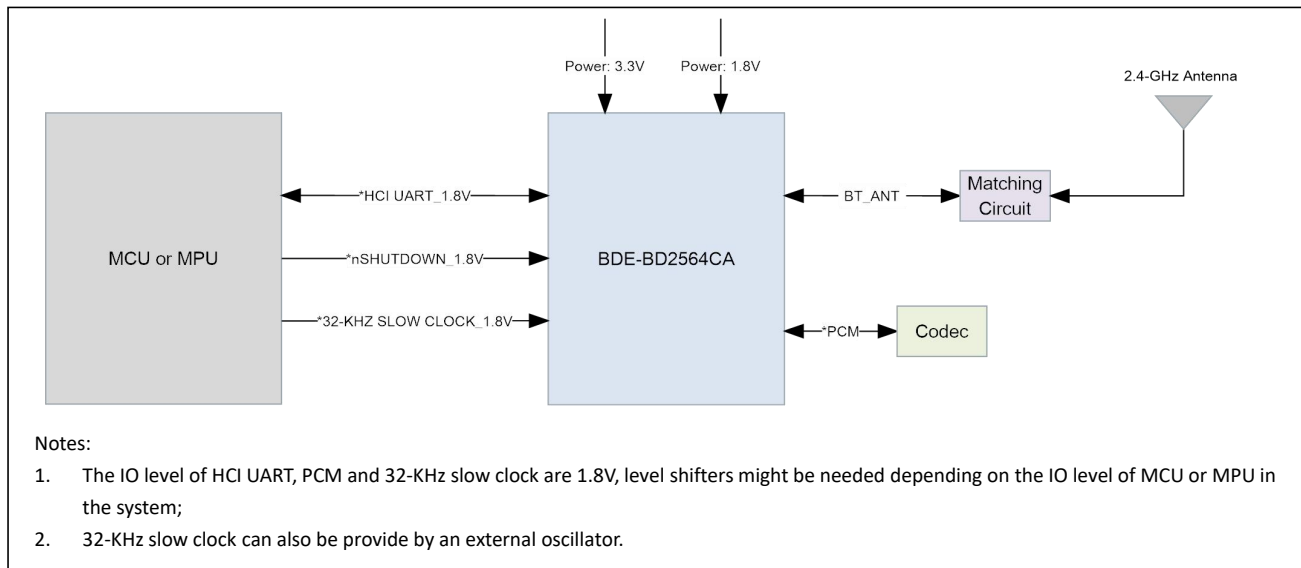 Power: 3.3V
Power: 1.8V
2.4-GHz Antenna
*HCI UART_1.8V
BT_ANT
Matching
Circuit
MCU or MPU
*nSHUTDOWN_1.8V
BDE-BD2564CA
*32-KHZ SLOW CLOCK_1.8V
*PCM
Codec
Notes:
1. The IO level of HCI UART, PCM and 32-KHz slow clock are 1.8V, level shifters might be needed depending on the IO level of MCU or MPU in
the system;
2. 32-KHz slow clock can also be provide by an external oscillator.